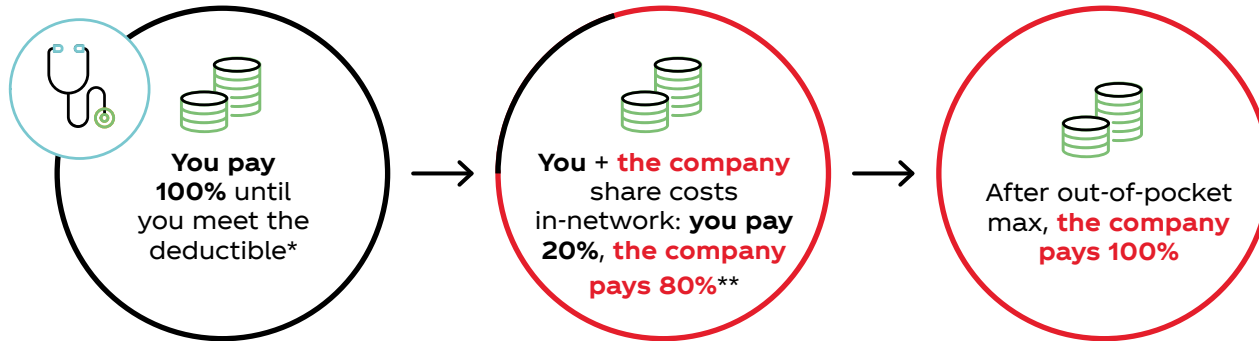 You pay
100% until
you meet the
deductible*
You + the company
share costs
in-network: you pay
20%, the company
pays 80%**
After out-of-pocket
max, the company
pays 100%